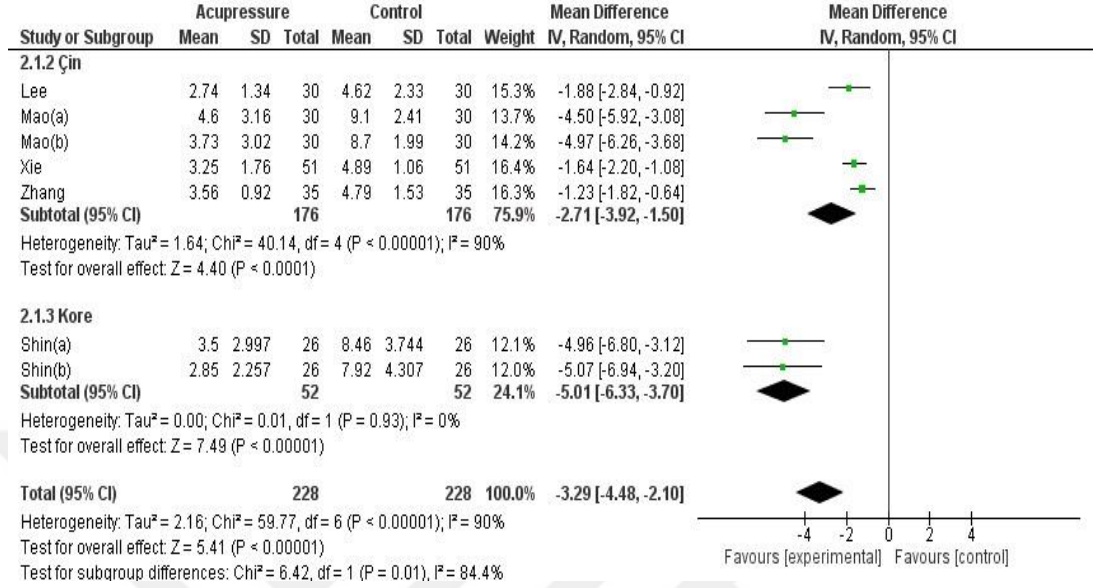 Acupressure Control Mean Difference Mean Difference
Study or Subgroup Mean SD Total Mean SD Total Weight IV, Random, 95% CI IV, Random, 95% CI
2.1.2 Çin
Lee 2.74 1.34 30 4.62 2.33 30 15.3% -1.88 [-2.84, -0.92]
Mao(a) 4.6 3.16 30 9.1 2.41 30 13.7% -4.50 [-5.92, -3.08]
Mao(b) 3.73 3.02 30 8.7 1.99 30 14.2% -4.97 [-6.26, -3.68]
Xie 3.25 1.76 51 4.89 1.06 51 16.4% -1.64 [-2.20, -1.08]
Zhang 3.56 0.92 35 4.79 1.53 35 16.3% -1.23 [-1.82, -0.64]
Subtotal (95% CI) 176 176 75.9% -2.71 [-3.92, -1.50]
Heterogeneity: Tau² = 1.64; Chi² = 40.14, df = 4 (P < 0.00001); I² = 90%
Test for overall effect: Z = 4.40 (P < 0.0001)
2.1.3 Kore
Shin(a) 3.5 2.997 26 8.46 3.744 26 12.1% -4.96 [-6.80, -3.12]
Shin(b) 2.85 2.257 26 7.92 4.307 26 12.0% -5.07 [-6.94, -3.20]
Subtotal (95% CI) 52 52 24.1% -5.01 [-6.33, -3.70]
Heterogeneity: Tau² = 0.00; Chi² = 0.01, df = 1 (P = 0.93); I² = 0%
Test for overall effect: Z = 7.49 (P < 0.00001)
Total (95% CI) 228 228 100.0% -3.29 [-4.48, -2.10]
Heterogeneity: Tau² = 2.16; Chi² = 59.77, df = 6 (P < 0.00001); I² = 90%
Test for overall effect: Z = 5.41 (P < 0.00001)
Test for subgroup differences: Chi² = 6.42, df = 1 (P = 0.01), I² = 84.4%
-4 -2 0 2 4
Favours [experimental] Favours [control]